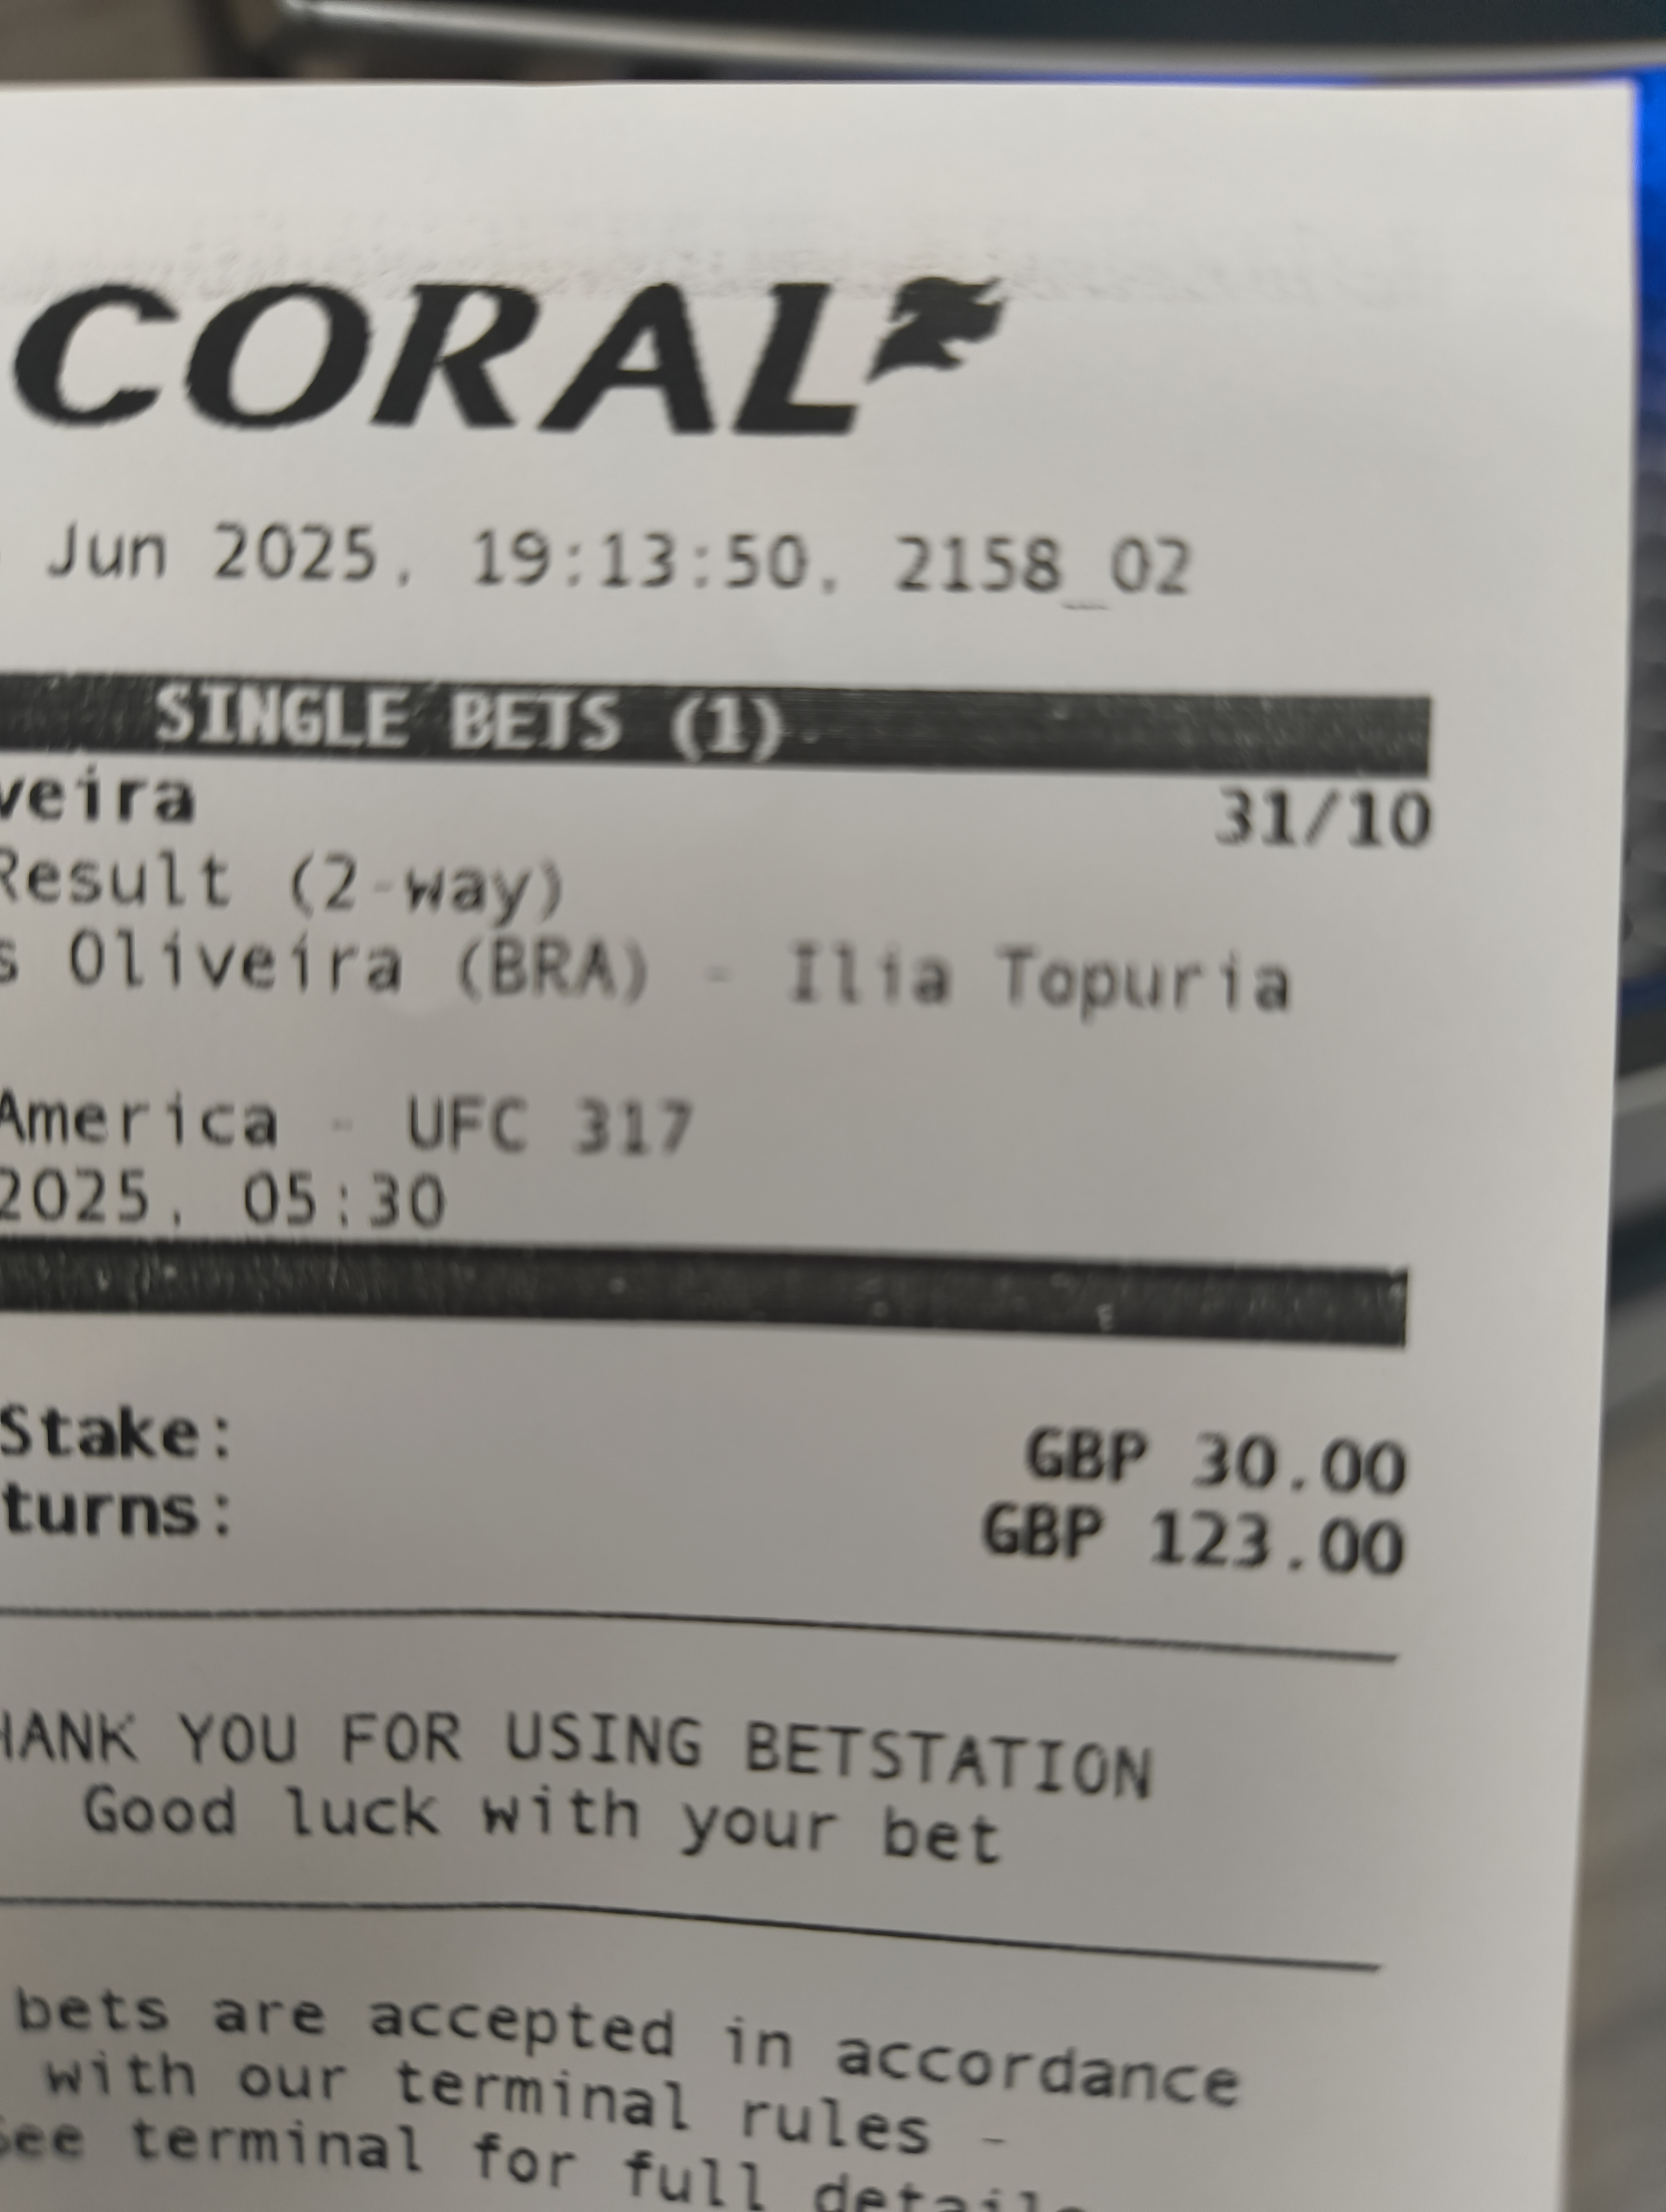 CORAL
Jun 2025, 19:13:50, 2158_02
SINGLE BETS (1)
veira 31/10
Result (2-way)
s Oliveira (BRA) - Ilia Topuria
America - UFC 317
2025, 05:30
Stake: GBP 30.00
turns: GBP 123.00
HANK YOU FOR USING BETSTATION
Good luck with your bet
bets are accepted in accordance
with our terminal rules -
See terminal for full details